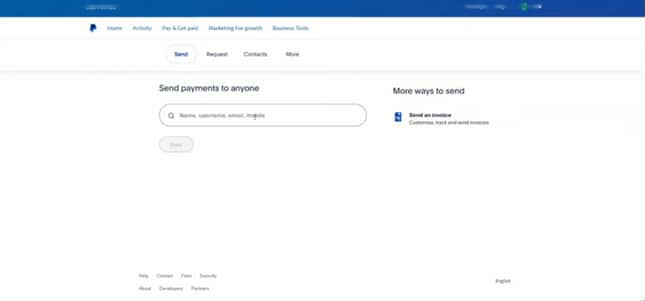 Home Activity Pay & Get paid Marketing For growth Business Tools
Send Request Contacts More
Send payments to anyone
Name, username, email, mobile
More ways to send
Send an invoice
Customise, track and send invoices
Help Contact Fees Security
About Developers Partners
English